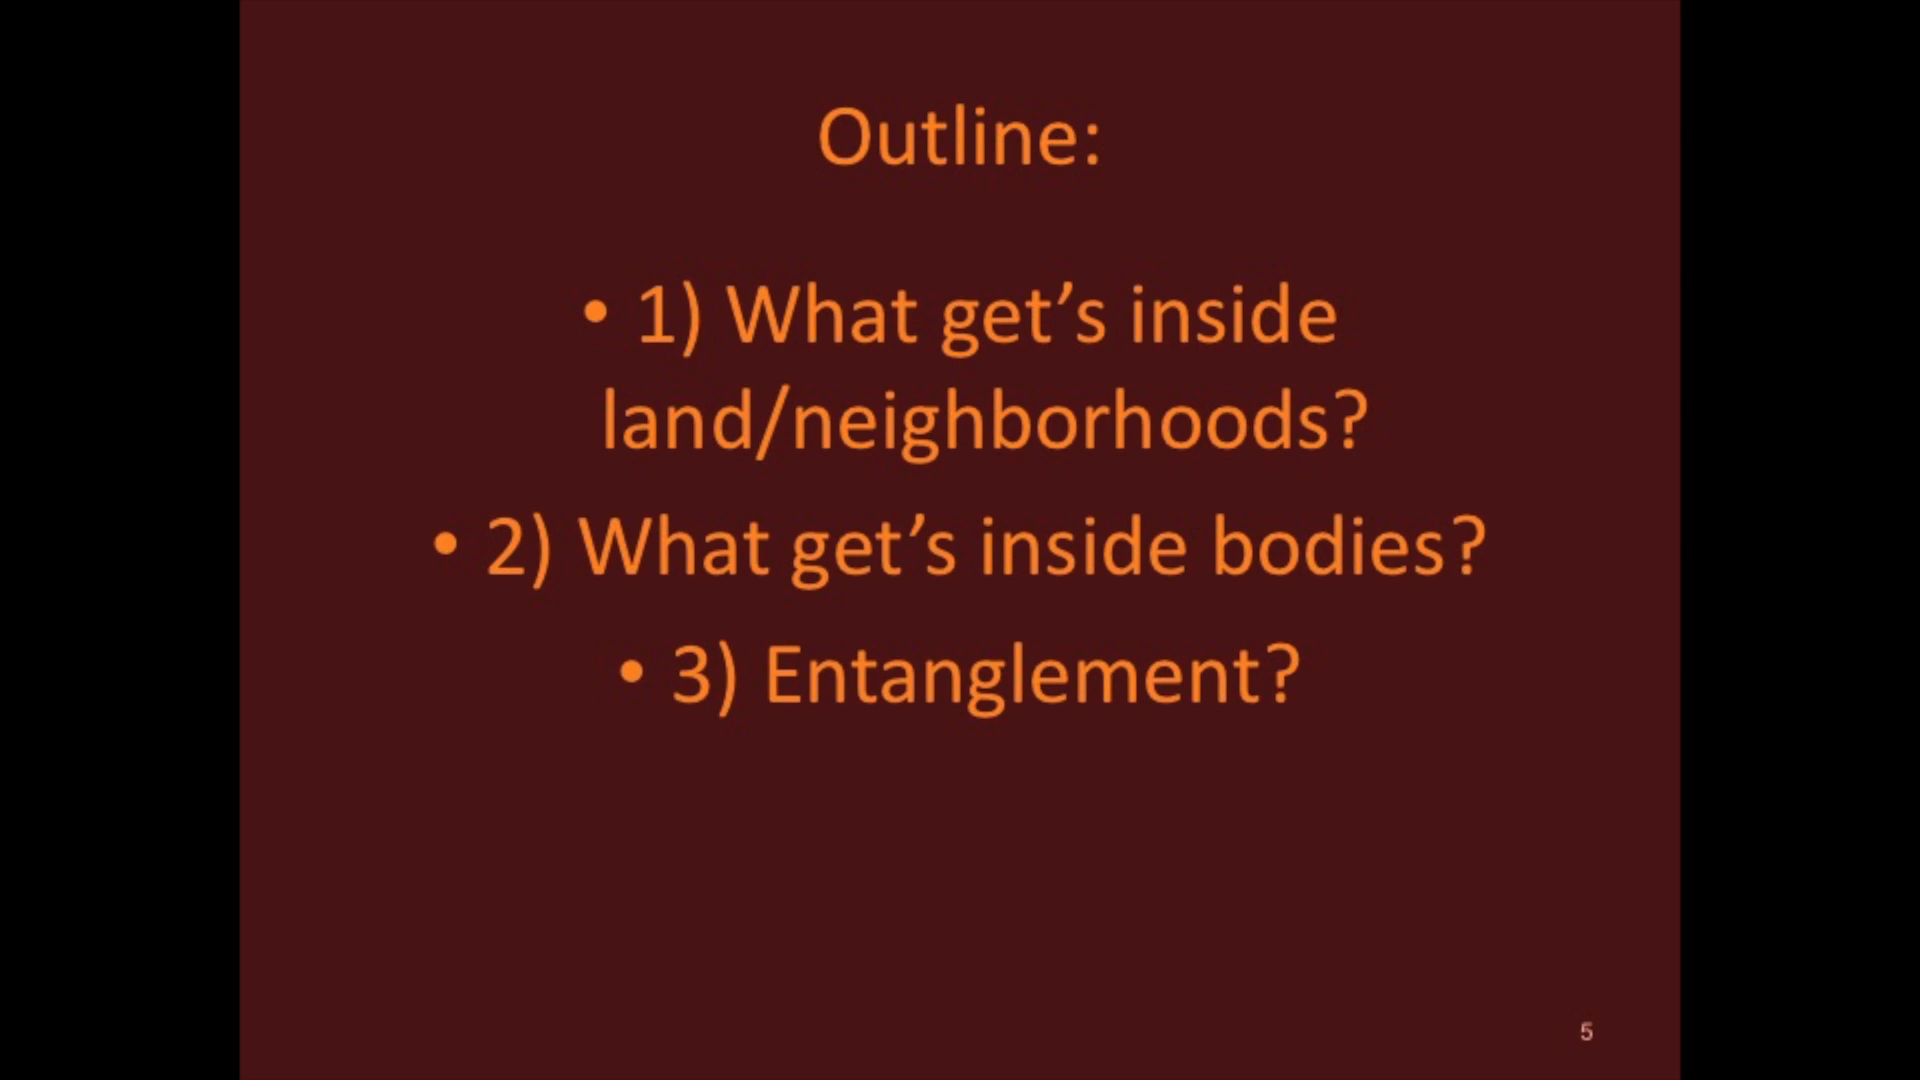 Outline:
• 1) What get’s inside
land/neighborhoods?
• 2) What get’s inside bodies?
• 3) Entanglement?
5